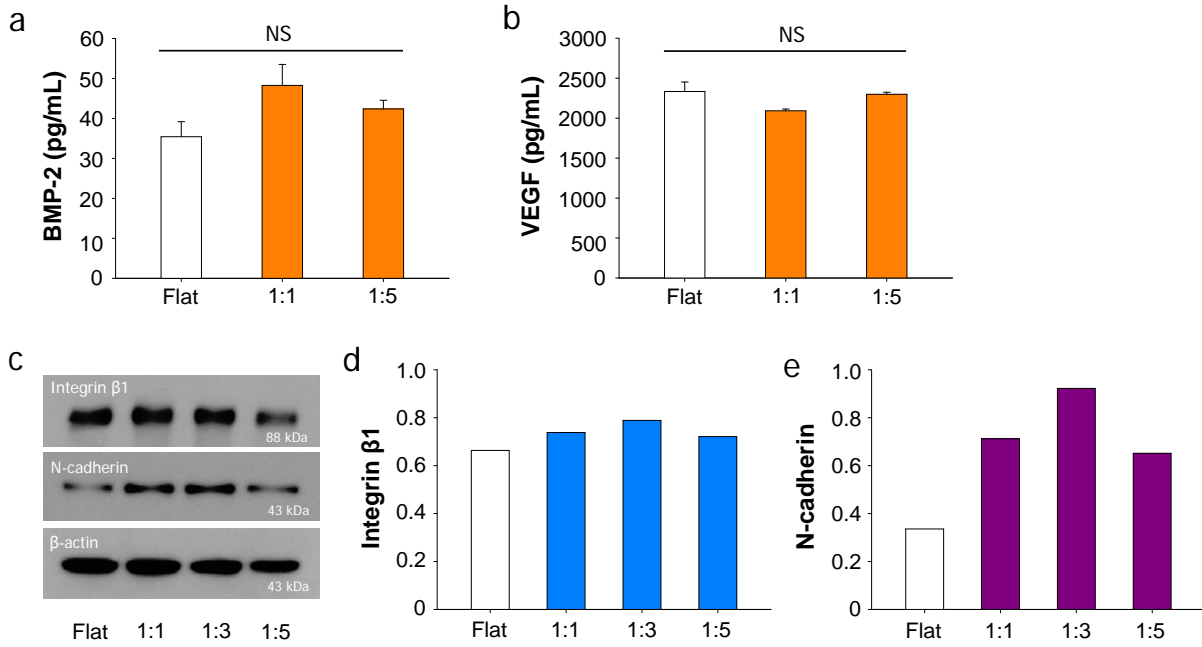 a
BMP-2 (pg/mL)
60
50
40
30
20
10
0
NS
Flat 1:1 1:5
b
VEGF (pg/mL)
3000
2500
2000
1500
1000
500
0
NS
Flat 1:1 1:5
c
Integrin β1
88 kDa
N-cadherin
43 kDa
β-actin
43 kDa
Flat 1:1 1:3 1:5
d
Integrin β1
1.0
0.8
0.6
0.4
0.2
0
Flat 1:1 1:3 1:5
e
N-cadherin
1.0
0.8
0.6
0.4
0.2
0
Flat 1:1 1:3 1:5